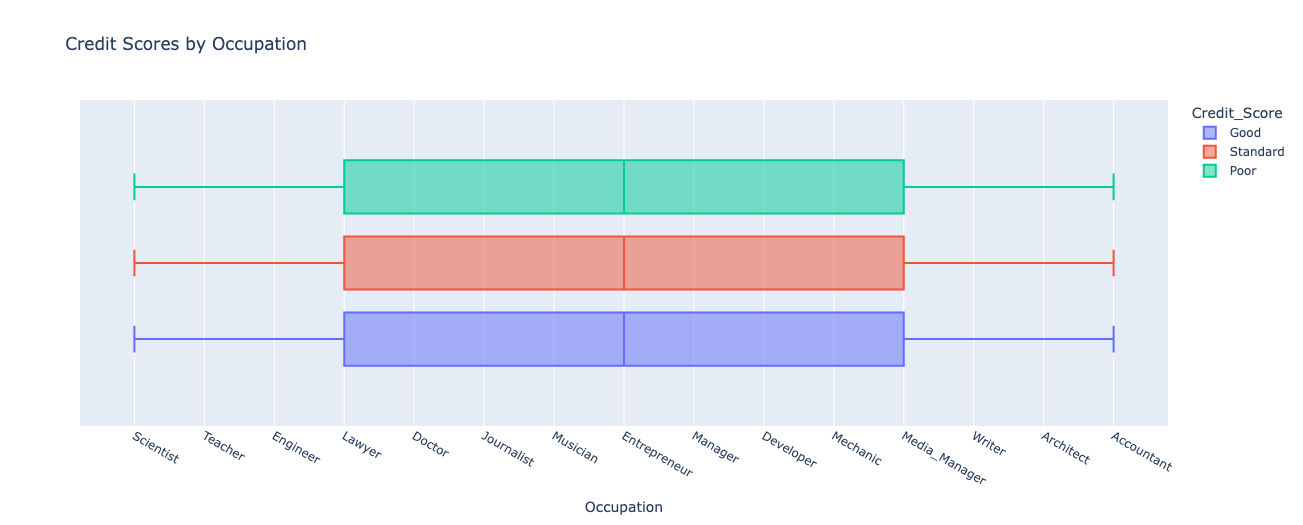 Credit Scores by Occupation
Credit_Score
Good
Standard
Poor
Scientist
Teacher
Engineer
Lawyer
Doctor
Journalist
Musician
Entrepreneur
Manager
Developer
Mechanic
Media_Manager
Writer
Architect
Accountant
Occupation